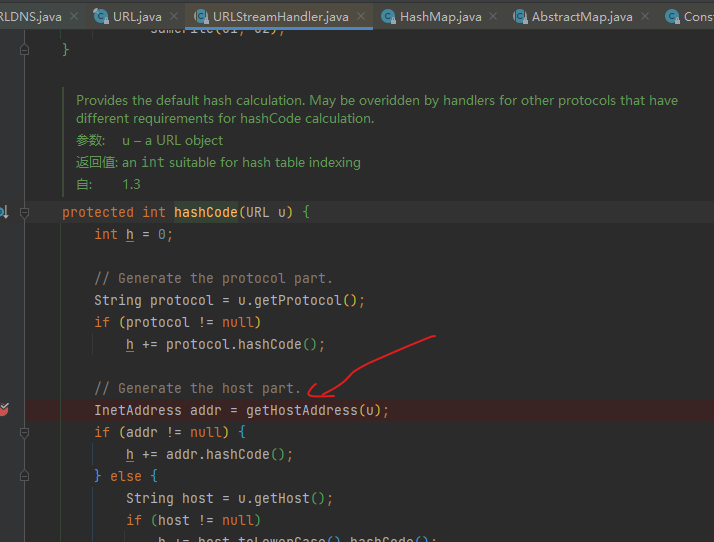 RLDNS.java URL.java URLStreamHandler.java HashMap.java AbstractMap.java Const
}
Provides the default hash calculation. May be overidden by handlers for other protocols that have
different requirements for hashCode calculation.
参数: u – a URL object
返回值: an int suitable for hash table indexing
自: 1.3
protected int hashCode(URL u) {
int h = 0;
// Generate the protocol part.
String protocol = u.getProtocol();
if (protocol != null)
h += protocol.hashCode();
// Generate the host part.
InetAddress addr = getHostAddress(u);
if (addr != null) {
h += addr.hashCode();
} else {
String host = u.getHost();
if (host != null)
h += host.toLowerCase().hashCode();